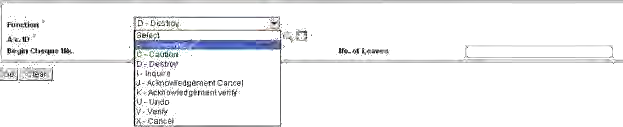 Function * D - Destroy
A/c. ID * Select
Begin Cheque No. No. of Leaves
C - Caution
D - Destroy
I - Inquire
J - Acknowledgement Cancel
K - Acknowledgement verify
U - Undo
V - Verify
X - Cancel
Clear